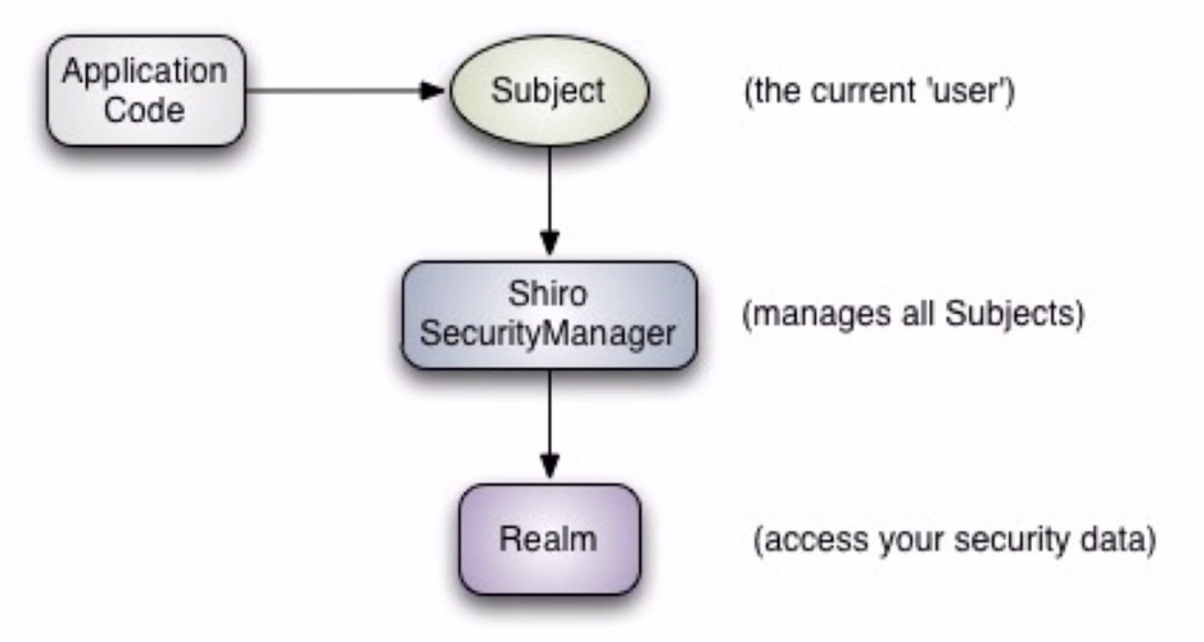 Application
Code
Subject
(the current 'user')
Shiro
SecurityManager
(manages all Subjects)
Realm
(access your security data)